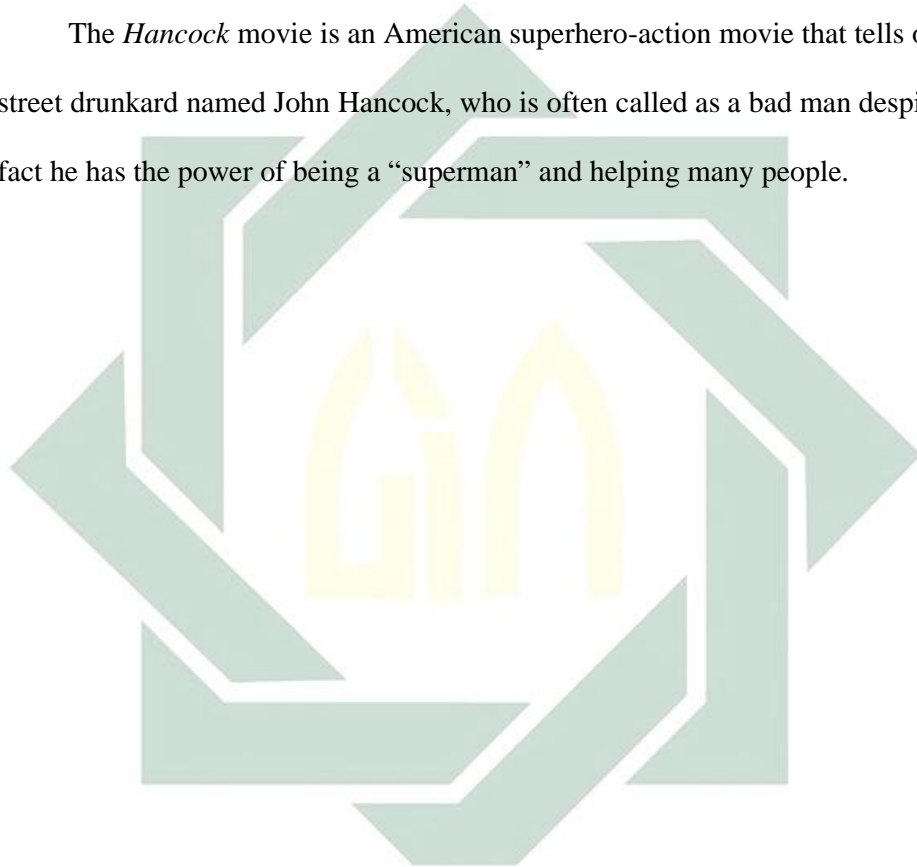 The Hancock movie is an American superhero-action movie that tells
street drunkard named John Hancock, who is often called as a bad man
fact he has the power of being a “superman” and helping many people.